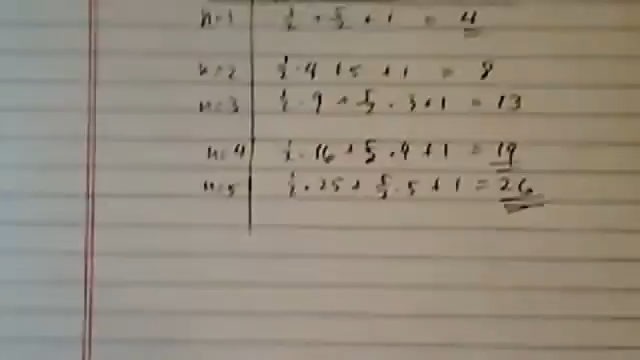 n=1 1/2 + 5/2 + 1 = 4
n=2 1/2 · 4 + 5 + 1 = 8
n=3 1/2 · 9 + 5/2 · 3 + 1 = 13
n=4 1/2 · 16 + 5/2 · 4 + 1 = 19
n=5 1/2 · 25 + 5/2 · 5 + 1 = 26